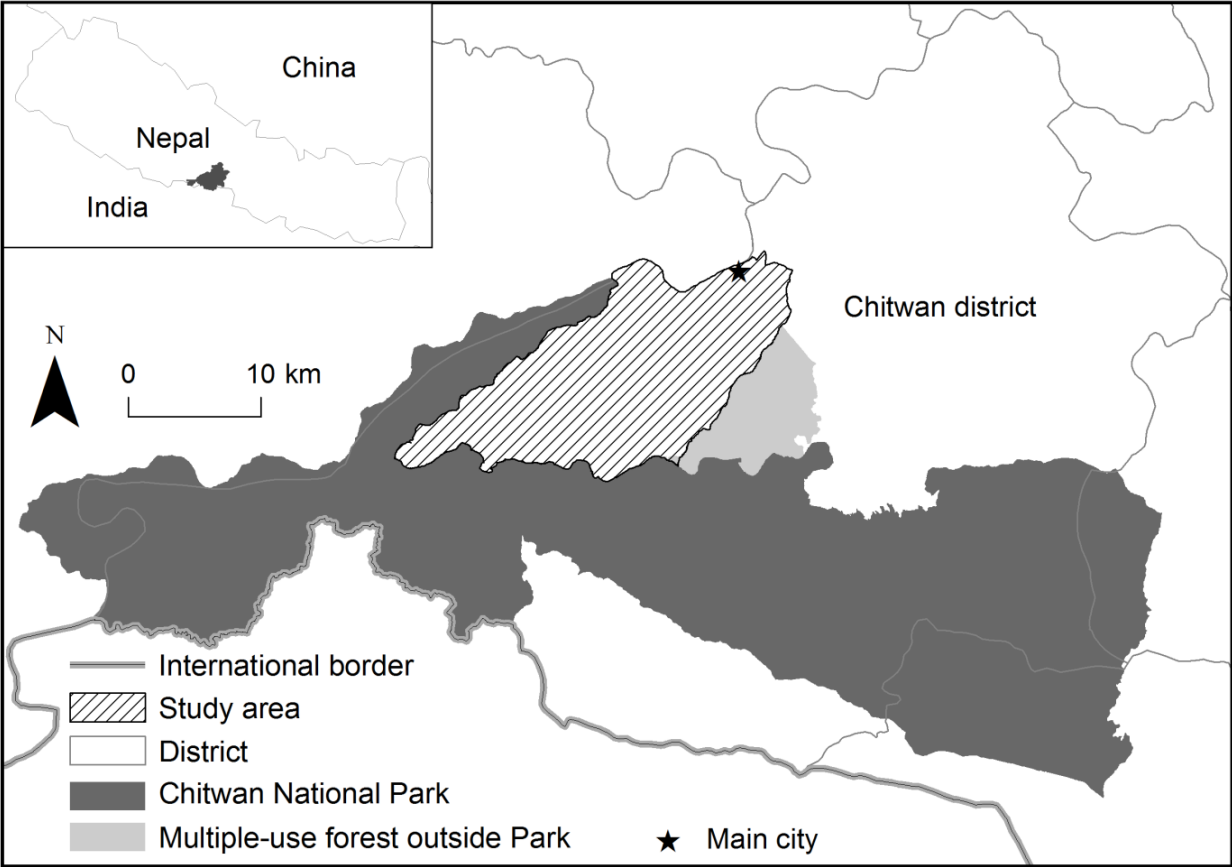 China
Nepal
India
Chitwan district
N
0 10 km
International border
Study area
District
Chitwan National Park
Multiple-use forest outside Park
Main city